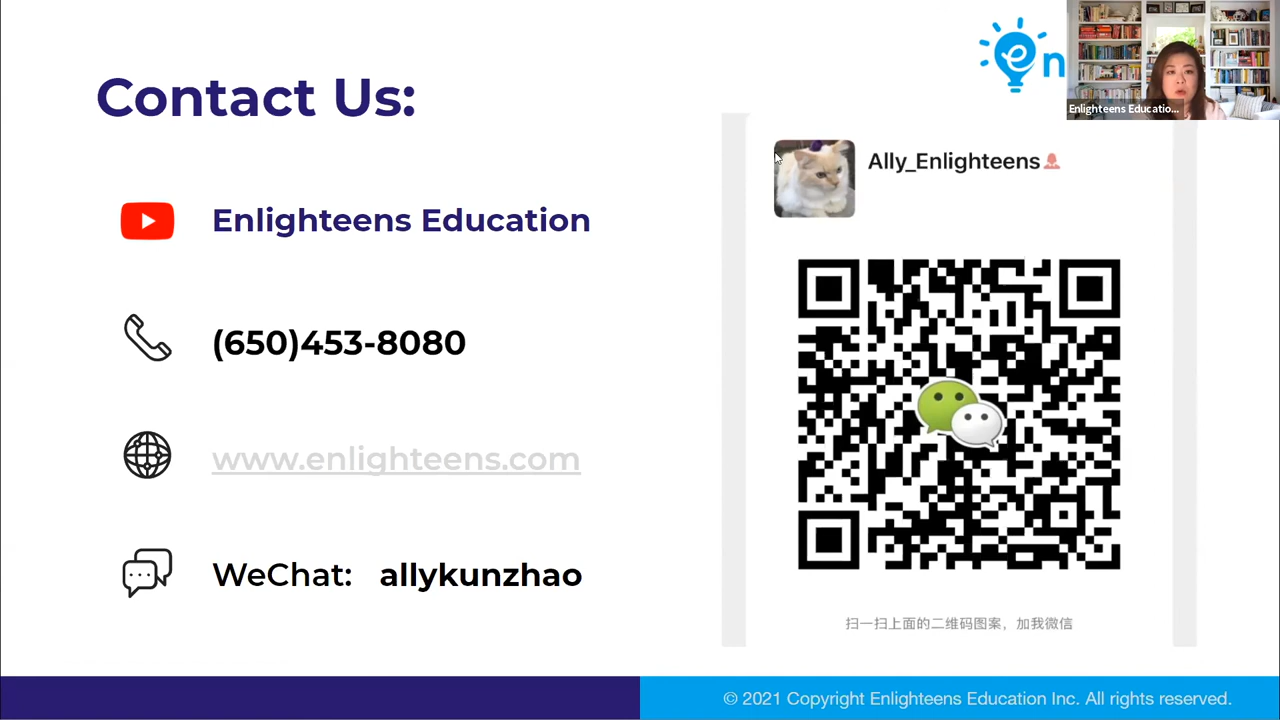 Contact Us:
Enlighteens Education
(650)453-8080
www.enlighteens.com
WeChat: allykunzhao
en
Enlighteens Educatio...
Ally_Enlighteens
扫一扫上面的二维码图案，加我微信
© 2021 Copyright Enlighteens Education Inc. All rights reserved.